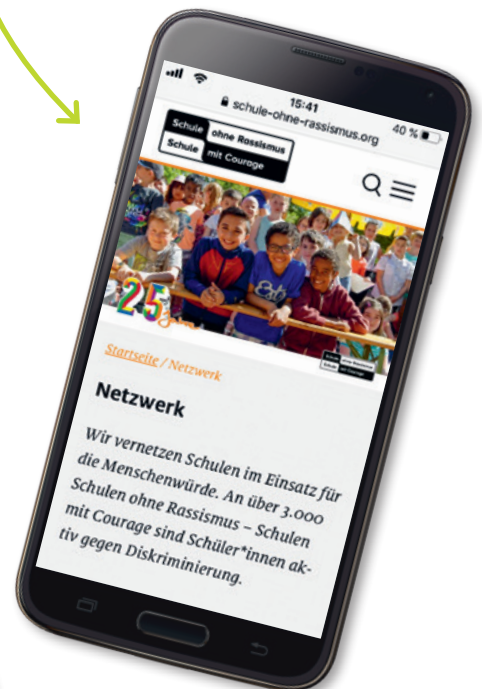 15:41
40 %
schule-ohne-rassismus.org
Schule ohne Rassismus
Schule mit Courage
25
Startseite / Netzwerk
Netzwerk
Wir vernetzen Schulen im Einsatz für
die Menschenwürde. An über 3.000
Schulen ohne Rassismus – Schulen
mit Courage sind Schüler*innen ak-
tiv gegen Diskriminierung.